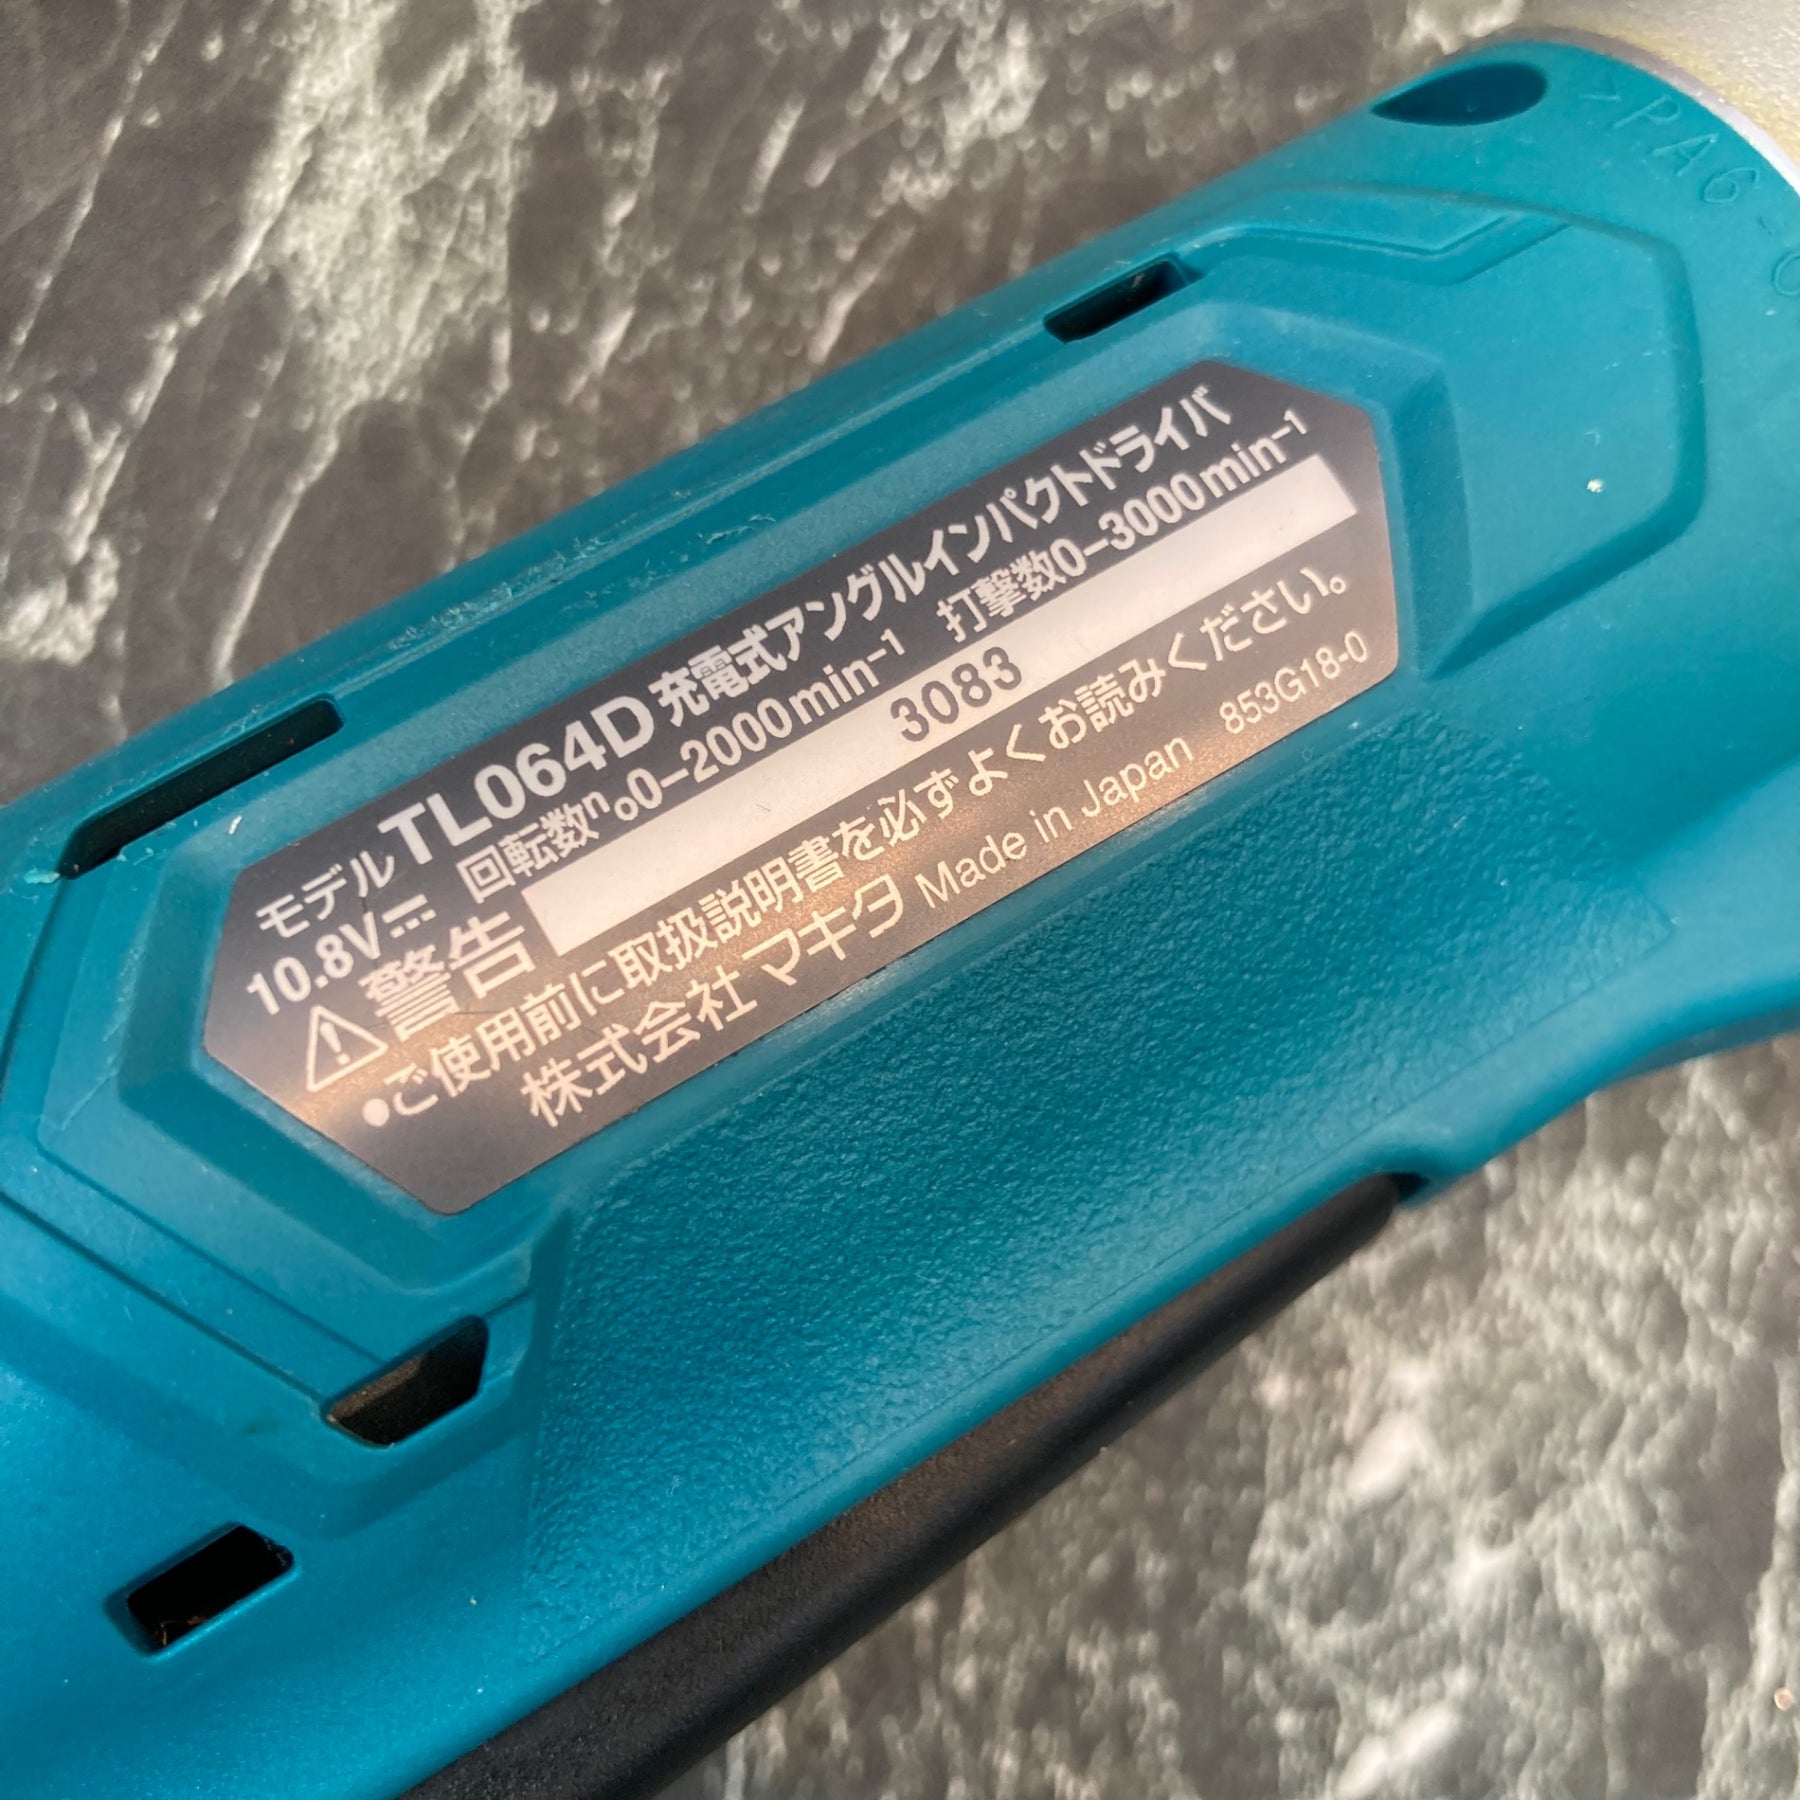 モデル TL064D 充電式アングルインパクトドライバ
10.8V⎓ 回転数n₀0−2000min⁻¹ 打撃数0−3000min⁻¹
⚠警告 3083
●ご使用前に取扱説明書を必ずよくお読みください。
株式会社マキタ Made in Japan 853G18-0
>PA6-